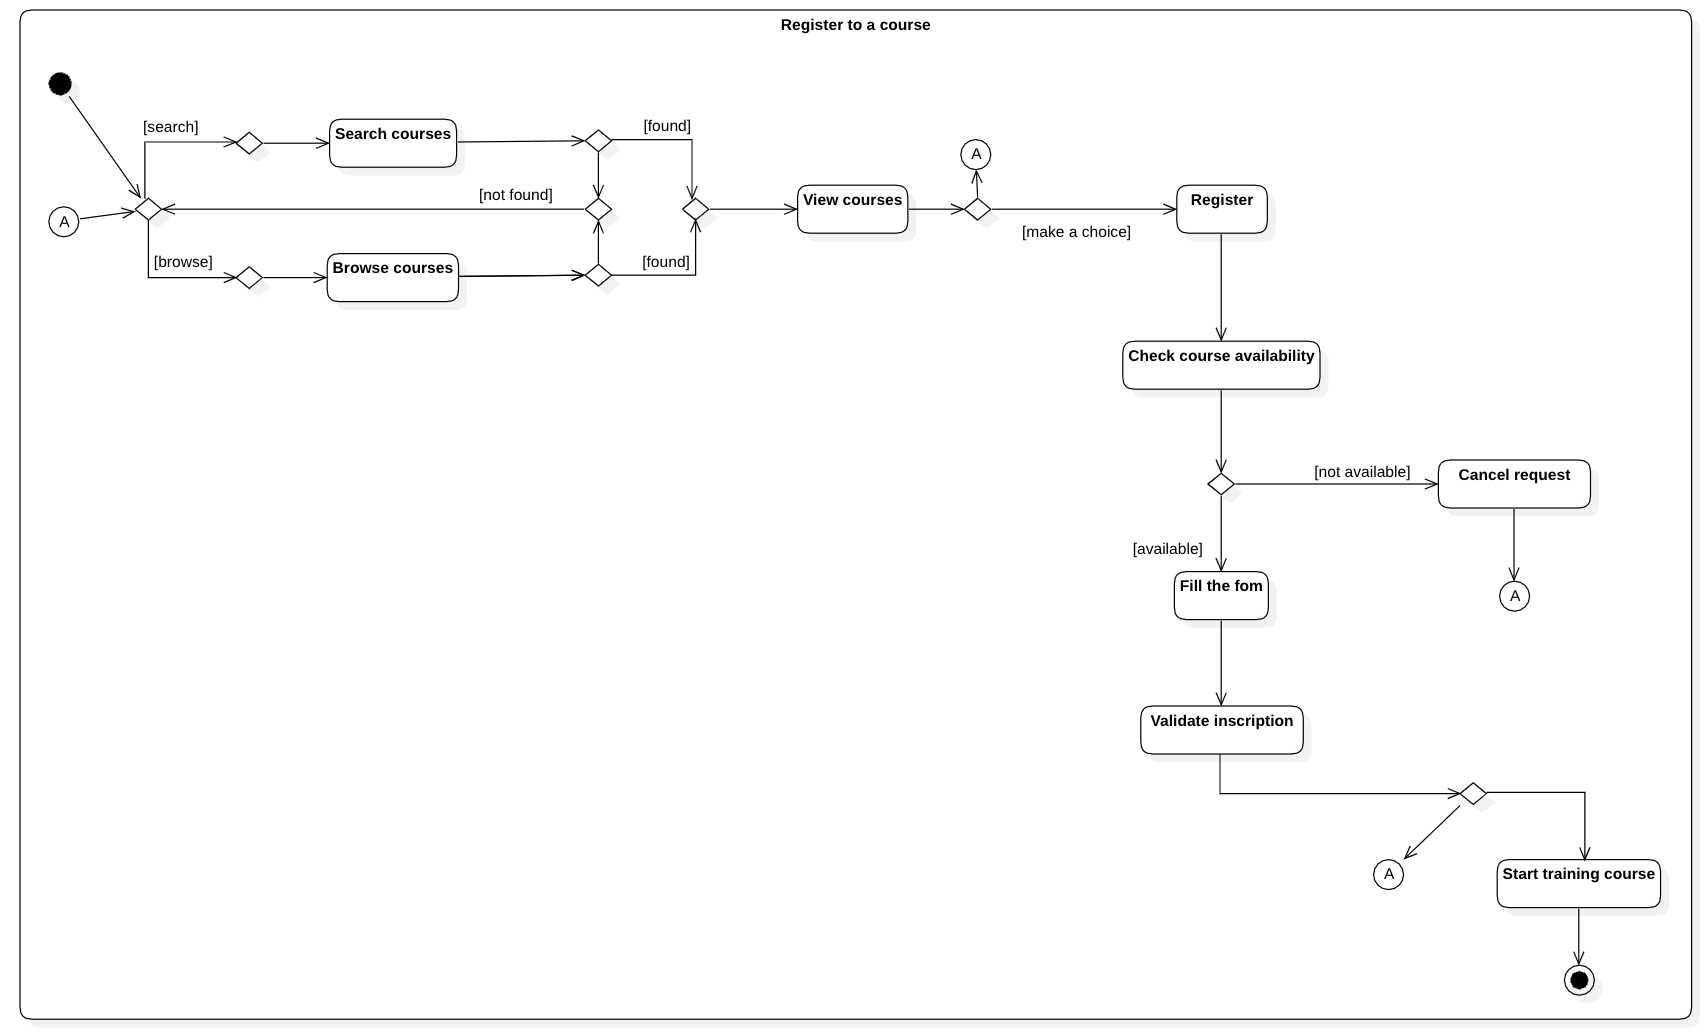 Register to a course
[search]
Search courses
[found]
A
[not found]
View courses
Register
A
[make a choice]
[browse]
Browse courses
[found]
Check course availability
[not available]
Cancel request
[available]
Fill the fom
A
Validate inscription
A
Start training course